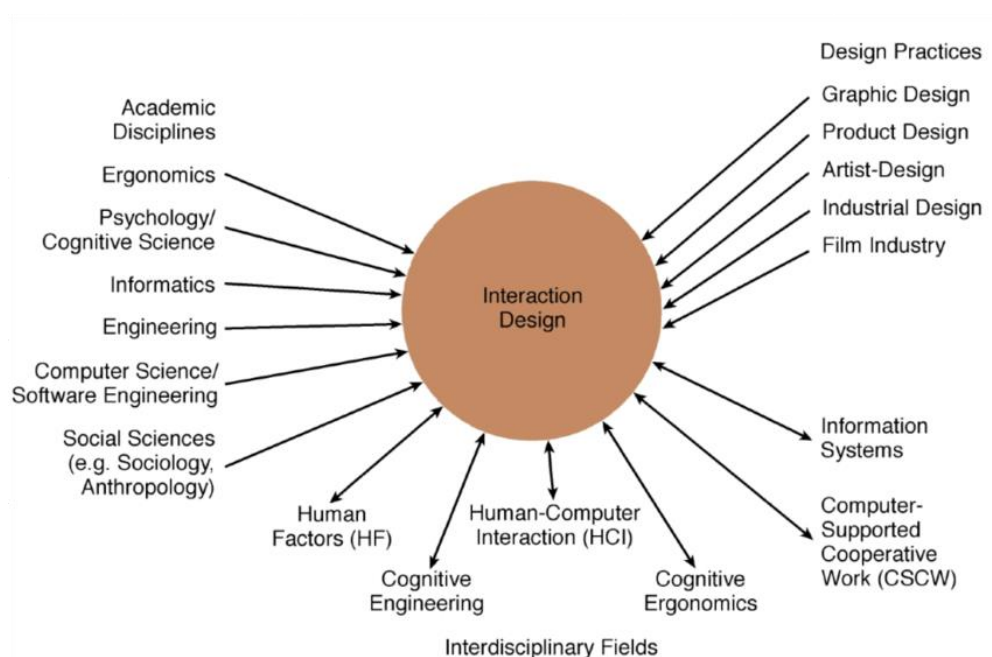 Academic
Disciplines
Ergonomics
Psychology/
Cognitive Science
Informatics
Engineering
Computer Science/
Software Engineering
Social Sciences
(e.g. Sociology,
Anthropology)
Interaction
Design
Design Practices
Graphic Design
Product Design
Artist-Design
Industrial Design
Film Industry
Information
Systems
Computer-
Supported
Cooperative
Work (CSCW)
Human
Factors (HF)
Cognitive
Engineering
Human-Computer
Interaction (HCI)
Cognitive
Ergonomics
Interdisciplinary Fields